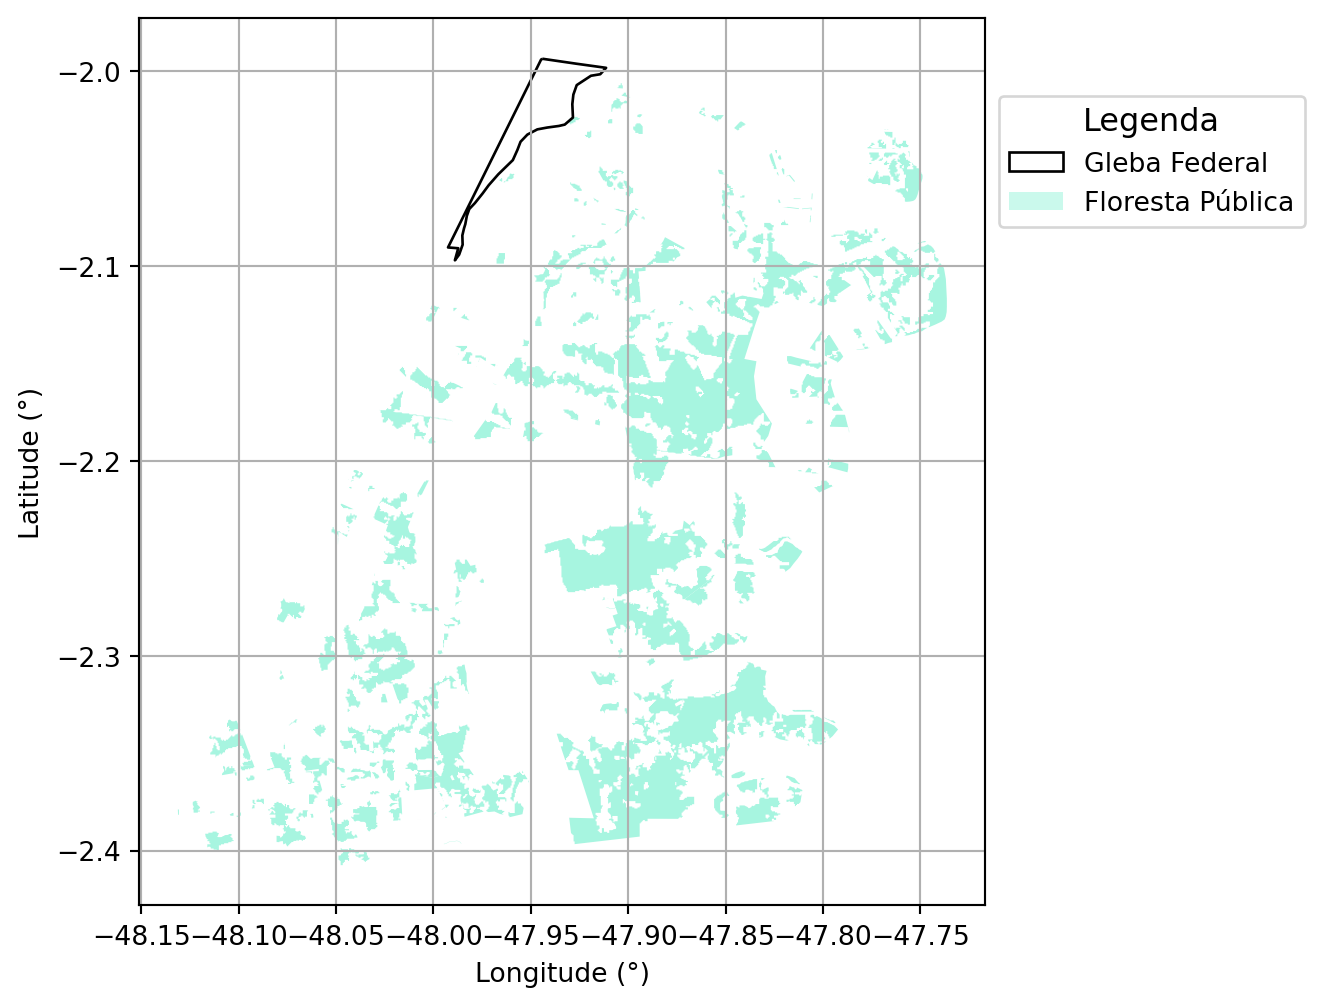 Legenda
Gleba Federal
Floresta Pública
Latitude (°)
−2.0
−2.1
−2.2
−2.3
−2.4
−48.15 −48.10 −48.05 −48.00 −47.95 −47.90 −47.85 −47.80 −47.75
Longitude (°)